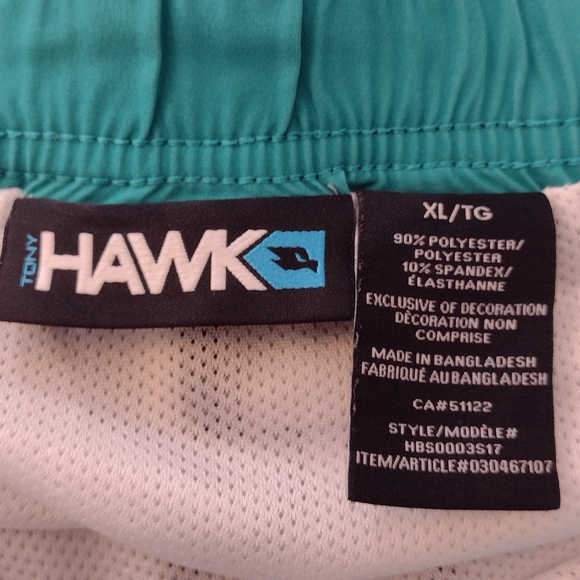 TONY
HAWK
XL/TG
90% POLYESTER/
POLYESTER
10% SPANDEX/
ÉLASTHANNE
EXCLUSIVE OF DECORATION
DÈCORATION NON
COMPRISE
MADE IN BANGLADESH
FABRIQUÉ AU BANGLADESH
CA#51122
STYLE/MODÈLE#
HBS0003S17
ITEM/ARTICLE#030467107